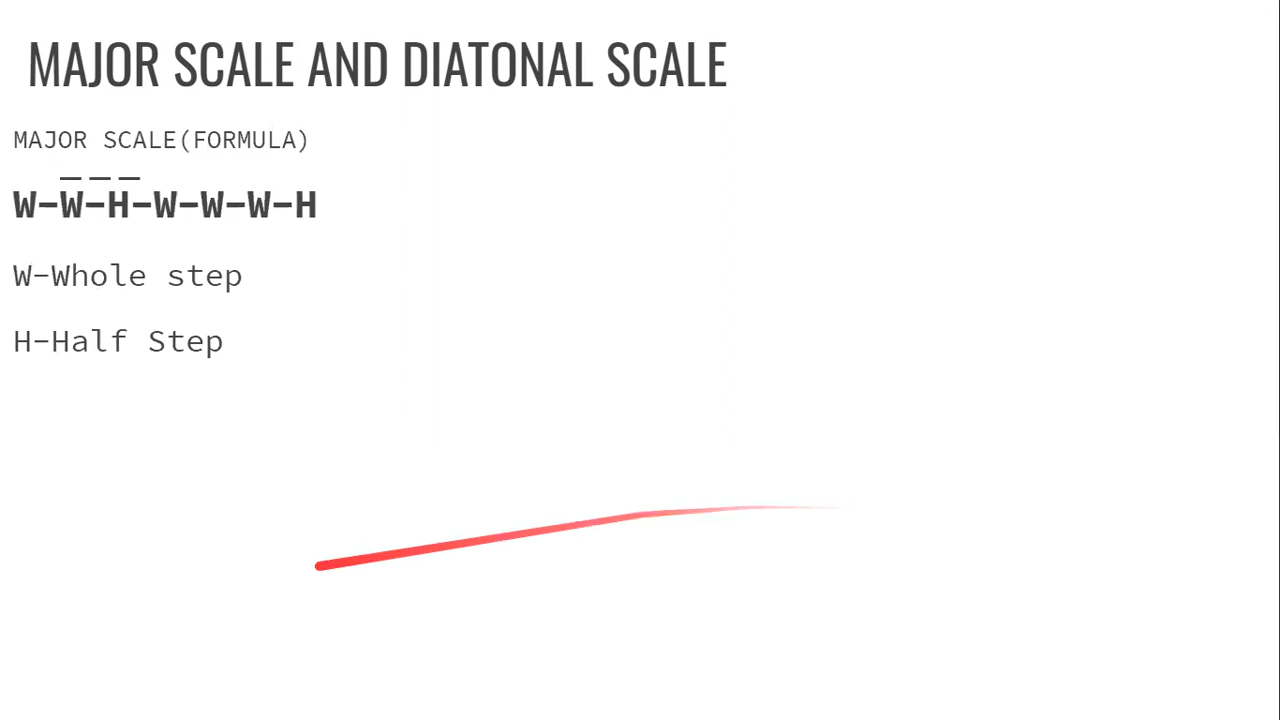 MAJOR SCALE AND DIATONAL SCALE
MAJOR SCALE(FORMULA)
_ _ _
W-W-H-W-W-W-H
W-Whole step
H-Half Step